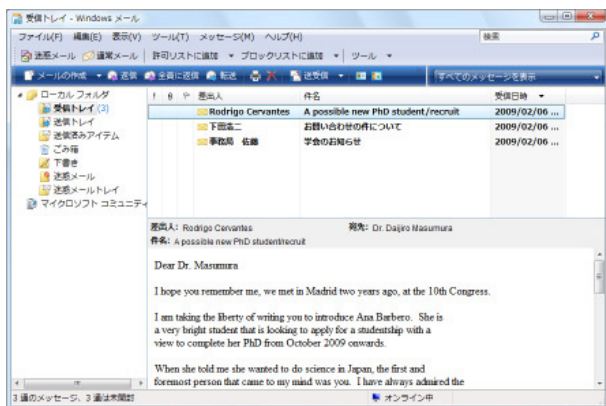 受信トレイ - Windows メール
ファイル(F) 編集(E) 表示(V) ツール(T) メッセージ(M) ヘルプ(H) 検索
迷惑メール 通常メール 許可リストに追加 ブロックリストに追加 ツール
メールの作成 返信 全員に返信 転送 送受信 すべてのメッセージを表示
ローカル フォルダ
受信トレイ (3)
送信トレイ
送信済みアイテム
ごみ箱
下書き
迷惑メール
迷惑メールトレイ
マイクロソフト コミュニティ
! 差出人 件名 受信日時
Rodrigo Cervantes A possible new PhD student/recruit 2009/02/06 ...
下田浩二 お問い合わせの件について 2009/02/06 ...
事務局 佐藤 学会のお知らせ 2009/02/06 ...
差出人: Rodrigo Cervantes 宛先: Dr. Daijiro Masumura
件名: A possible new PhD student/recruit
Dear Dr. Masumura
I hope you remember me, we met in Madrid two years ago, at the 10th Congress.
I am taking the liberty of writing you to introduce Ana Barbero. She is
a very bright student that is looking to apply for a studentship with a
view to complete her PhD from October 2009 onwards.
When she told me she wanted to do science in Japan, the first and
foremost person that came to my mind was you. I have always admired the
3 通のメッセージ、3 通は未開封 オンライン中